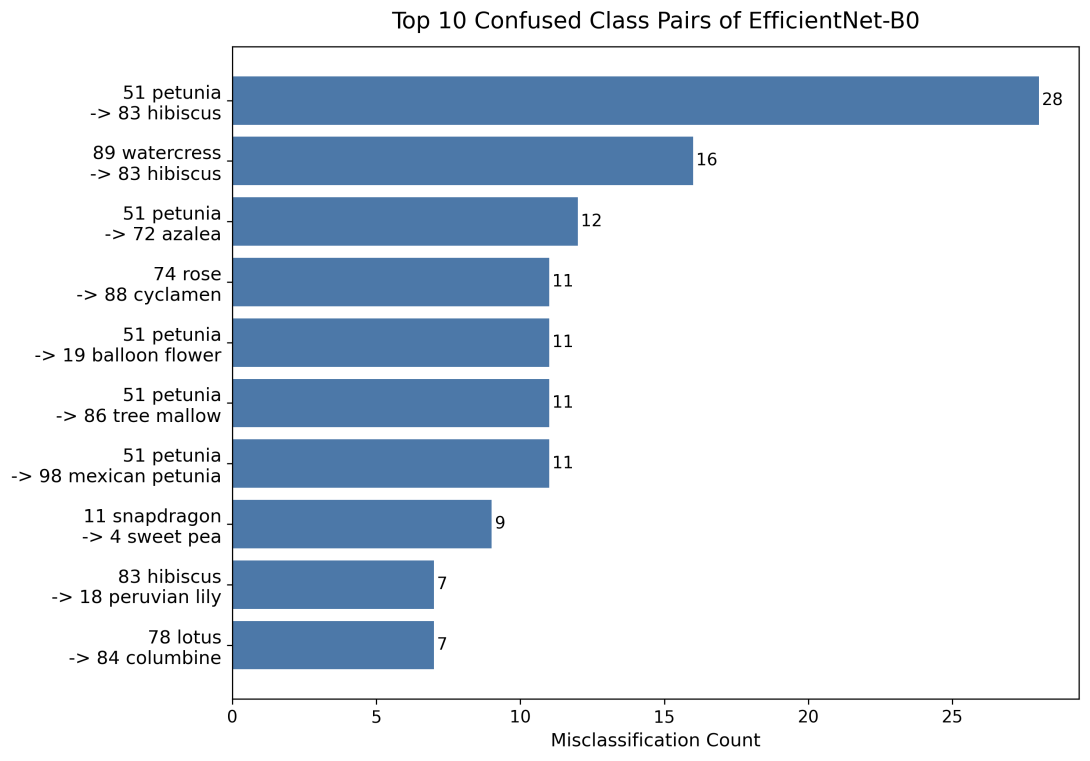 Top 10 Confused Class Pairs of EfficientNet-B0
51 petunia
-> 83 hibiscus
28
89 watercress
-> 83 hibiscus
16
51 petunia
-> 72 azalea
12
74 rose
-> 88 cyclamen
11
51 petunia
-> 19 balloon flower
11
51 petunia
-> 86 tree mallow
11
51 petunia
-> 98 mexican petunia
11
11 snapdragon
-> 4 sweet pea
9
83 hibiscus
-> 18 peruvian lily
7
78 lotus
-> 84 columbine
7
0 5 10 15 20 25
Misclassification Count